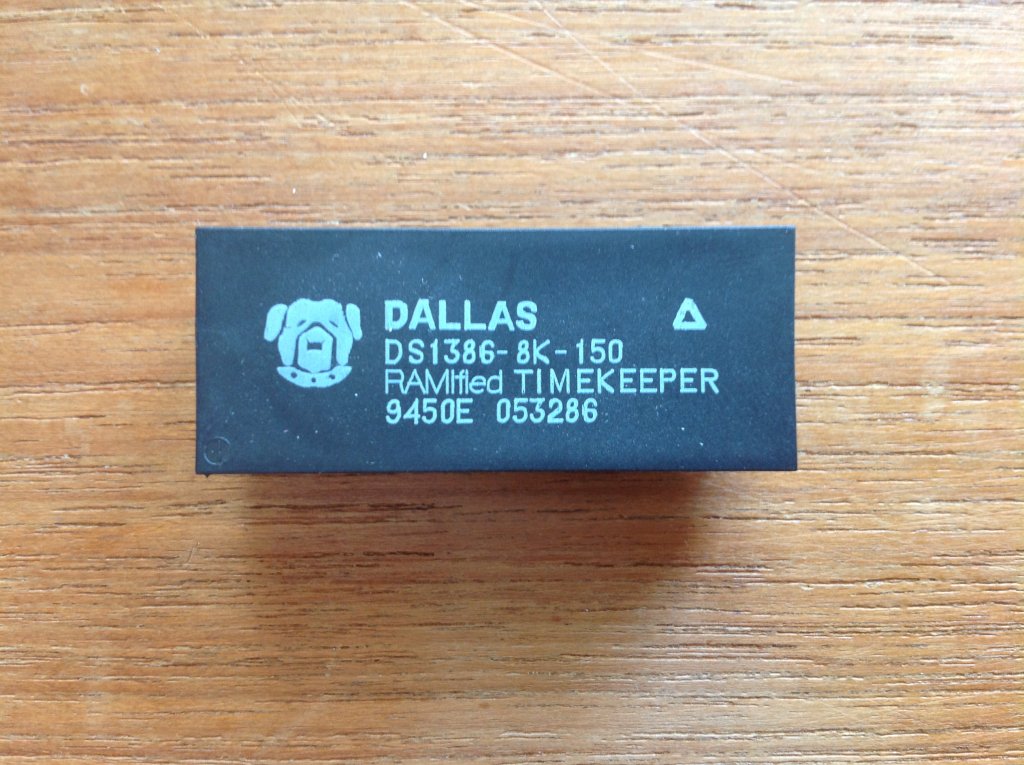 DALLAS
DS1386-8K-150
RAMified TIMEKEEPER
9450E 053286